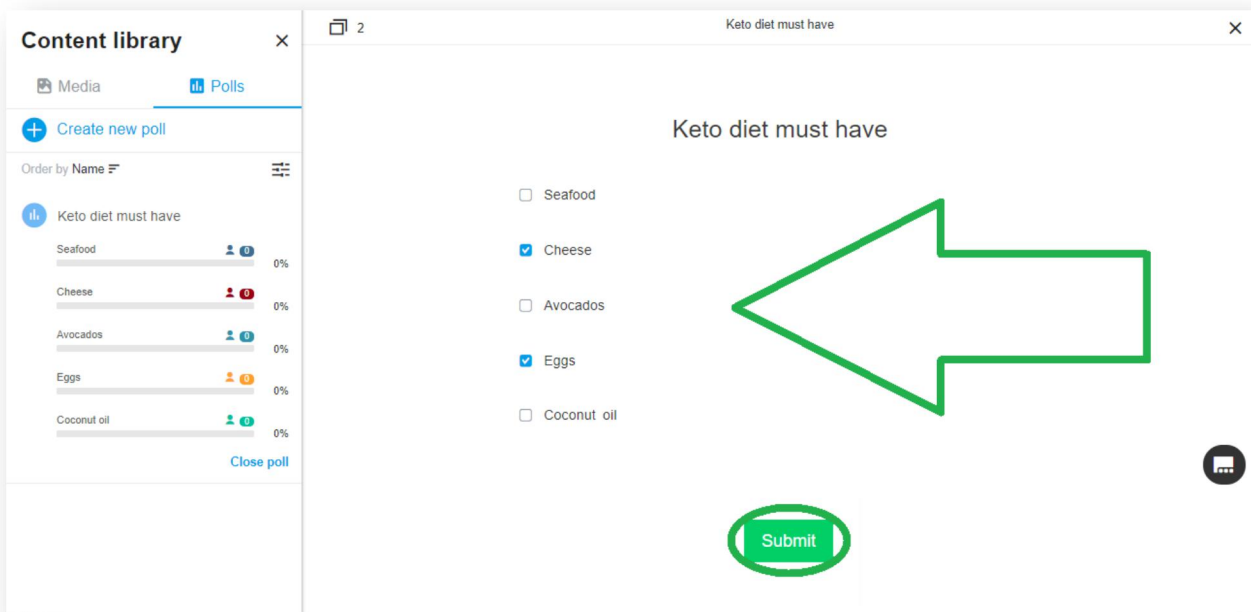 Content library
Media
Polls
Create new poll
Order by Name
Keto diet must have
Seafood
0
0%
Cheese
0
0%
Avocados
0
0%
Eggs
0
0%
Coconut oil
0
0%
Close poll
2
Keto diet must have
Keto diet must have
Seafood
Cheese
Avocados
Eggs
Coconut oil
Submit